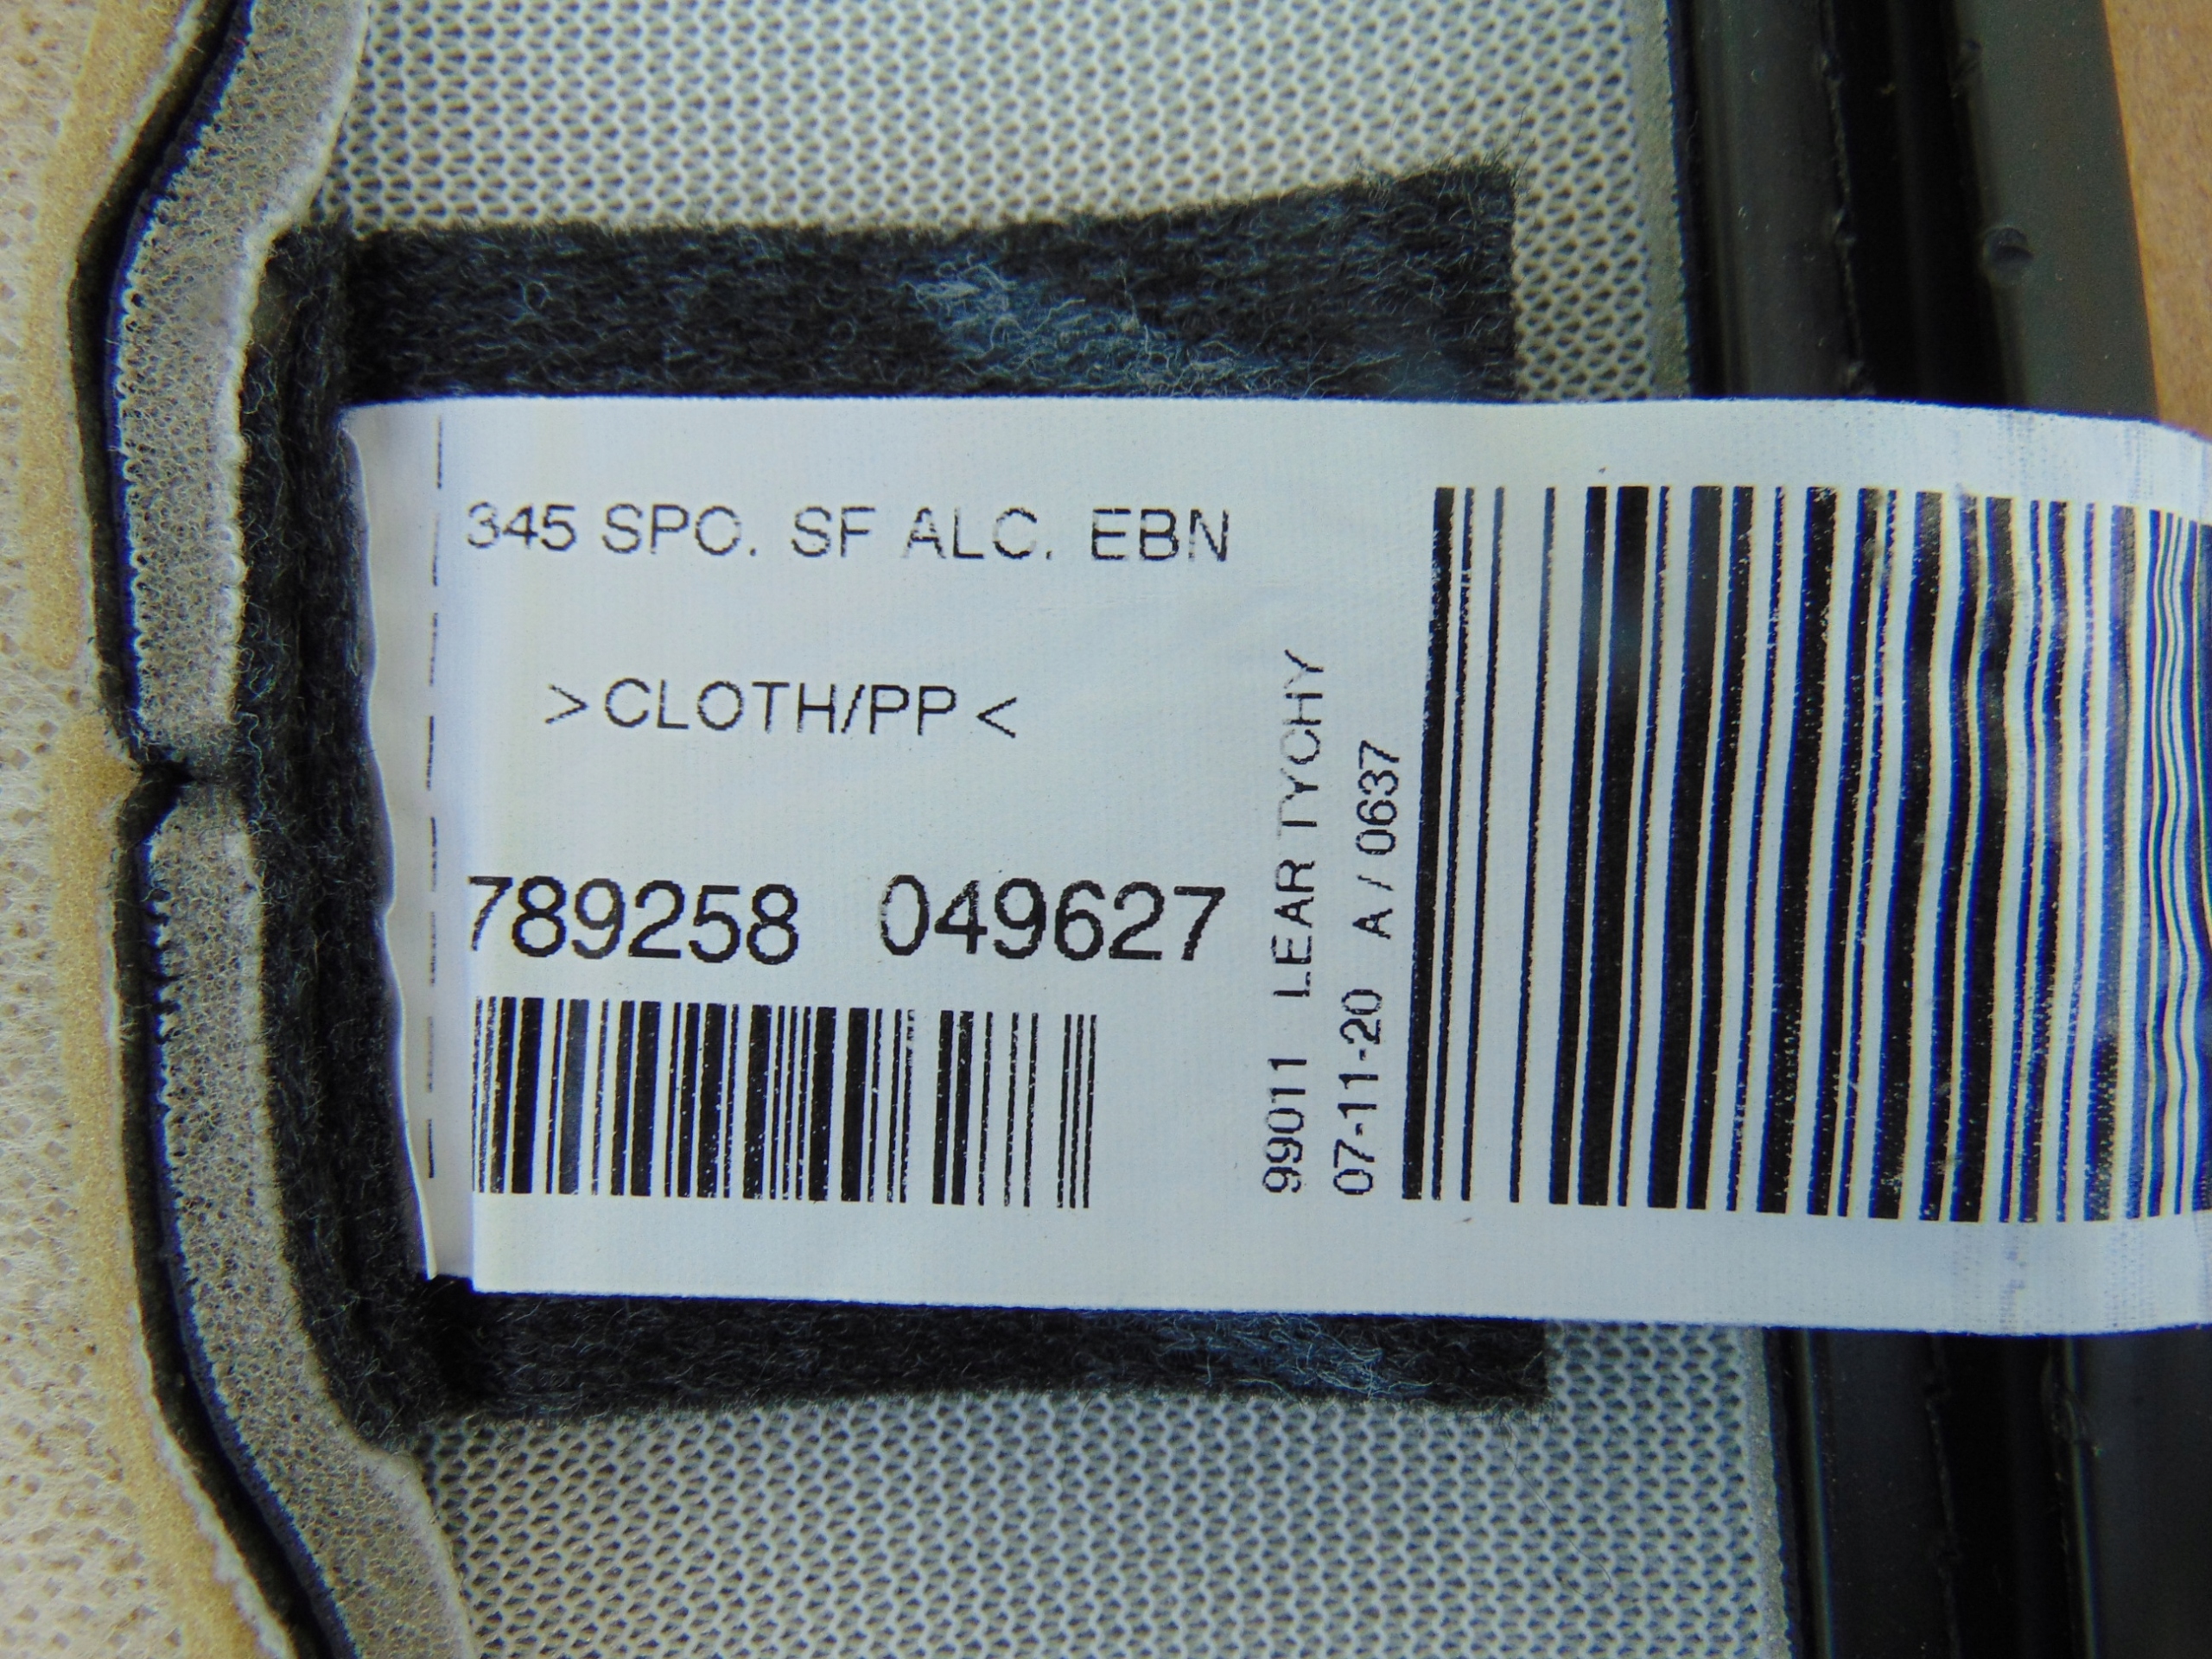 345 SPC. SF ALC. EBN
>CLOTH/PP<
789258 049627
99011 LEAR TYCHY
07-11-20 A / 0637